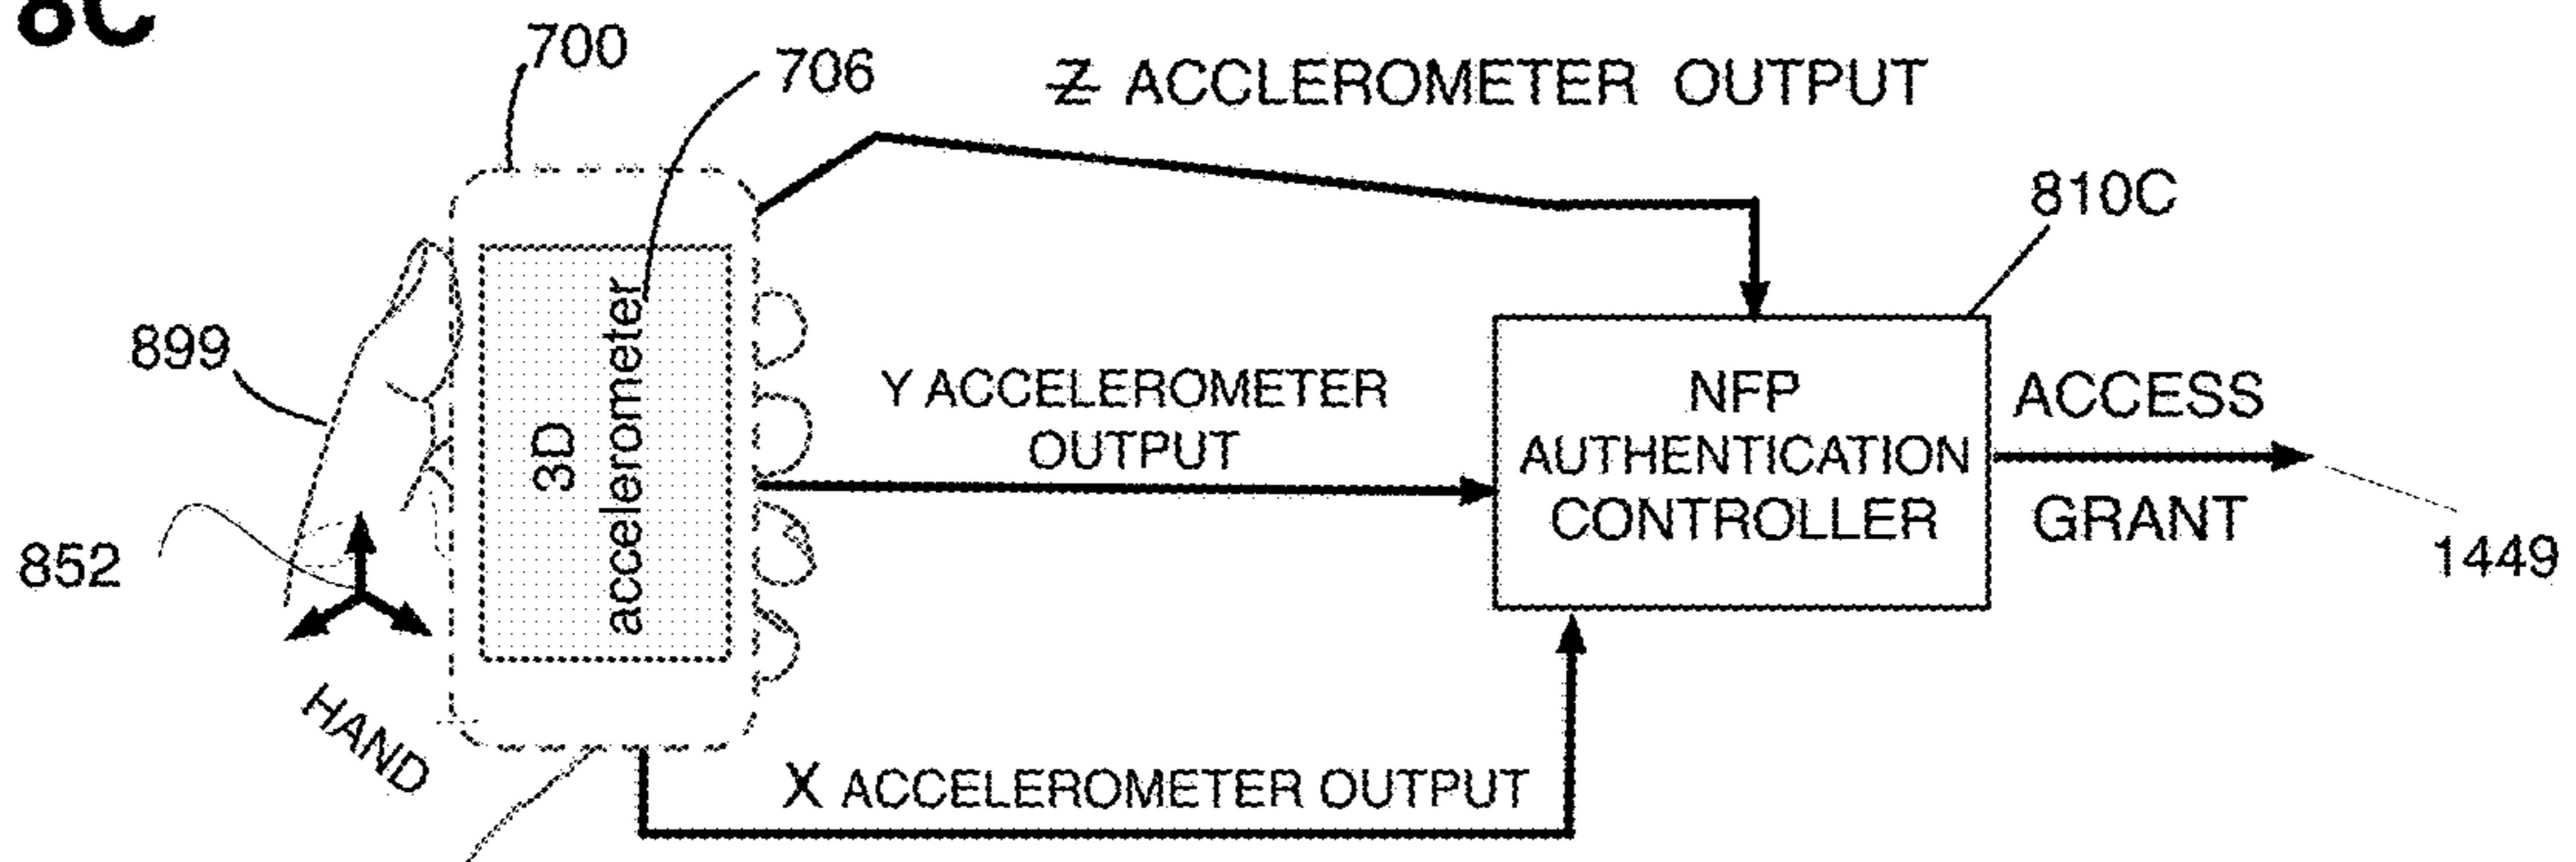 8C
700
706
Z ACCLEROMETER OUTPUT
810C
899
Y ACCELEROMETER
OUTPUT
3D
accelerometer
NFP
AUTHENTICATION
CONTROLLER
ACCESS
GRANT
852
1449
HAND
X ACCELEROMETER OUTPUT